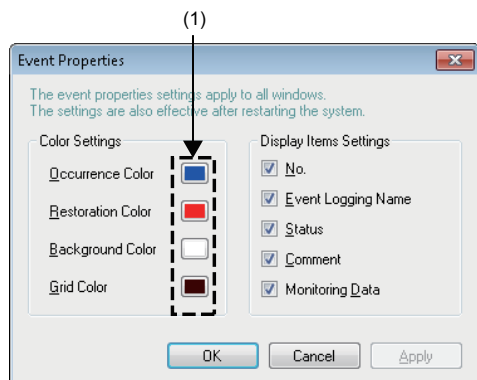 (1)
Event Properties
The event properties settings apply to all windows.
The settings are also effective after restarting the system.
Color Settings
Occurrence Color
Restoration Color
Background Color
Grid Color
Display Items Settings
No.
Event Logging Name
Status
Comment
Monitoring Data
OK Cancel Apply